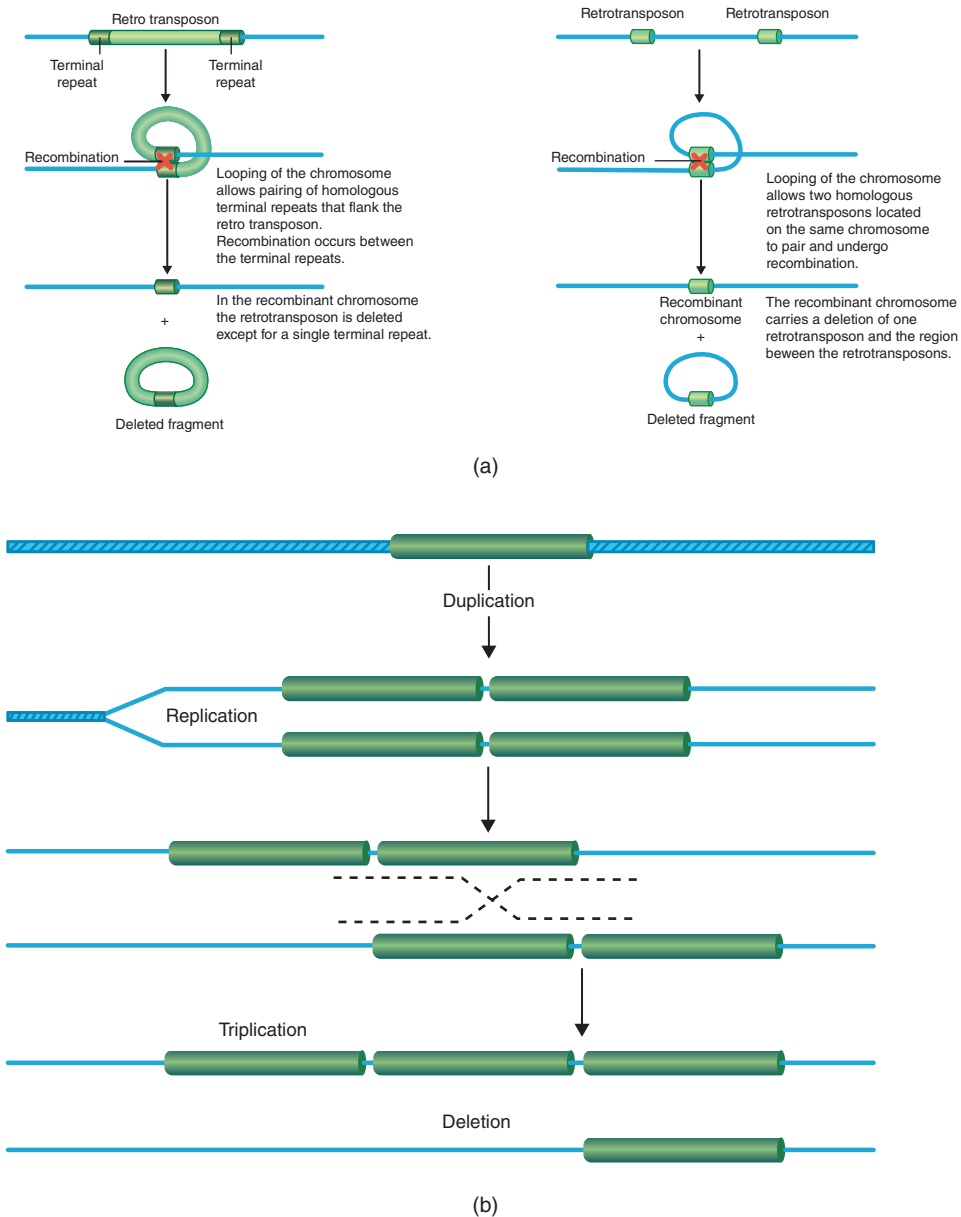 Retro transposon
Terminal
repeat
Terminal
repeat
Recombination
Looping of the chromosome
allows pairing of homologous
terminal repeats that flank the
retro transposon.
Recombination occurs between
the terminal repeats.
In the recombinant chromosome
the retrotransposon is deleted
except for a single terminal repeat.
+
Deleted fragment
Retrotransposon
Retrotransposon
Recombination
Looping of the chromosome
allows two homologous
retrotransposons located
on the same chromosome
to pair and undergo
recombination.
Recombinant
chromosome
+
The recombinant chromosome
carries a deletion of one
retrotransposon and the region
beween the retrotransposons.
Deleted fragment
(a)
Duplication
Replication
Triplication
Deletion
(b)